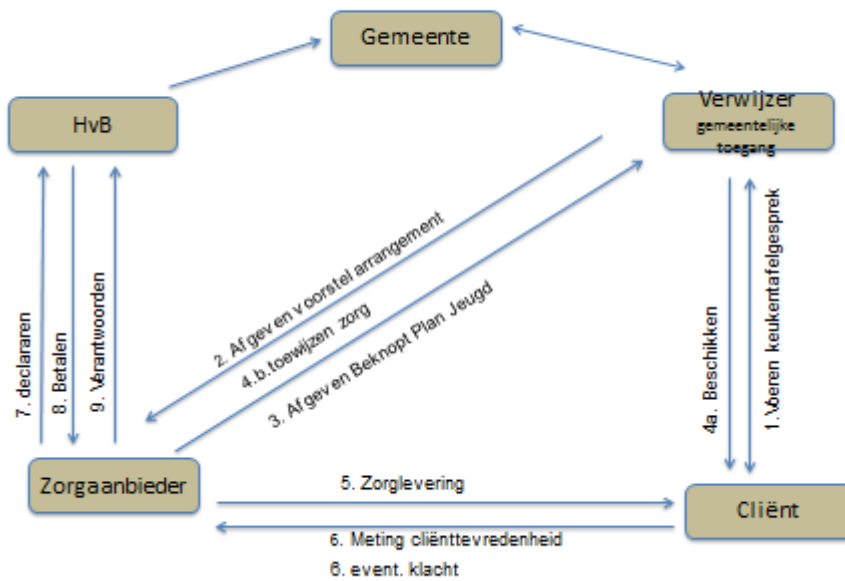 Gemeente
HvB
Verwijzer
gemeentelijke
toegang
2. Afgeven voorstel arrangement
4.b.toewijzen zorg
3. Afgeven Beknopt Plan Jeugd
7. declararen
8. Betalen
9. Verantwoorden
4a. Beschikken
1.Voeren keukentafelgesprek
Zorgaanbieder
5. Zorglevering
Cliënt
6. Meting cliënttevredenheid
6. event. klacht